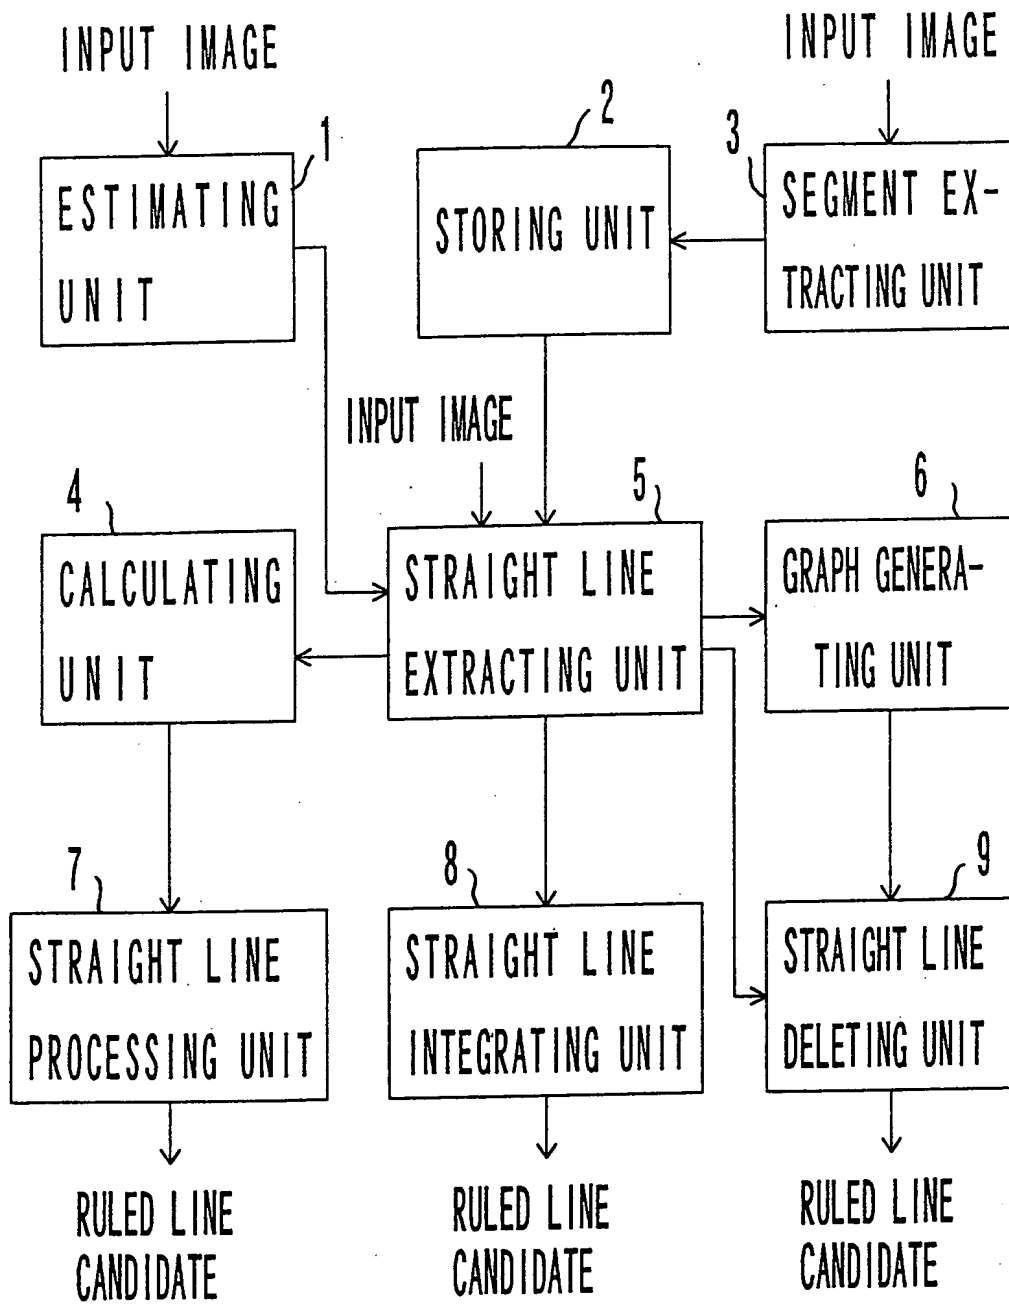 INPUT IMAGE
INPUT IMAGE
1
2
3
ESTIMATING
UNIT
STORING UNIT
SEGMENT EX-
TRACTING UNIT
INPUT IMAGE
4
5
6
CALCULATING
UNIT
STRAIGHT LINE
EXTRACTING UNIT
GRAPH GENERA-
TING UNIT
7
8
9
STRAIGHT LINE
PROCESSING UNIT
STRAIGHT LINE
INTEGRATING UNIT
STRAIGHT LINE
DELETING UNIT
RULED LINE
CANDIDATE
RULED LINE
CANDIDATE
RULED LINE
CANDIDATE